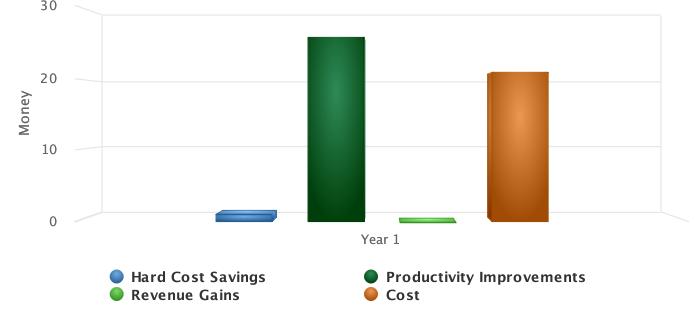 30
20
10
0
Money
Year 1
Hard Cost Savings
Productivity Improvements
Revenue Gains
Cost